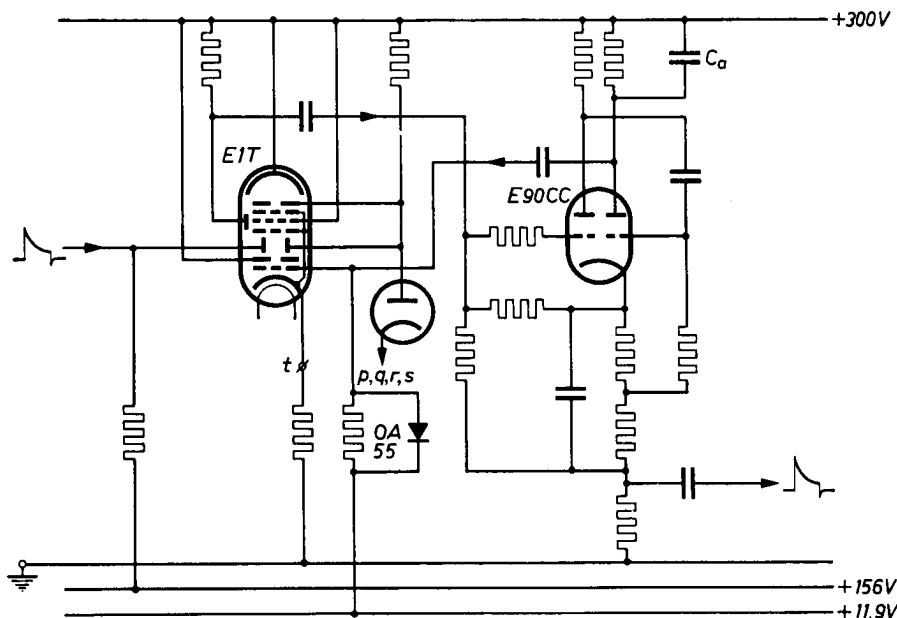 +300V
Ca
E1T
E90CC
t
p,q,r,s
OA
55
+156V
+11.9V